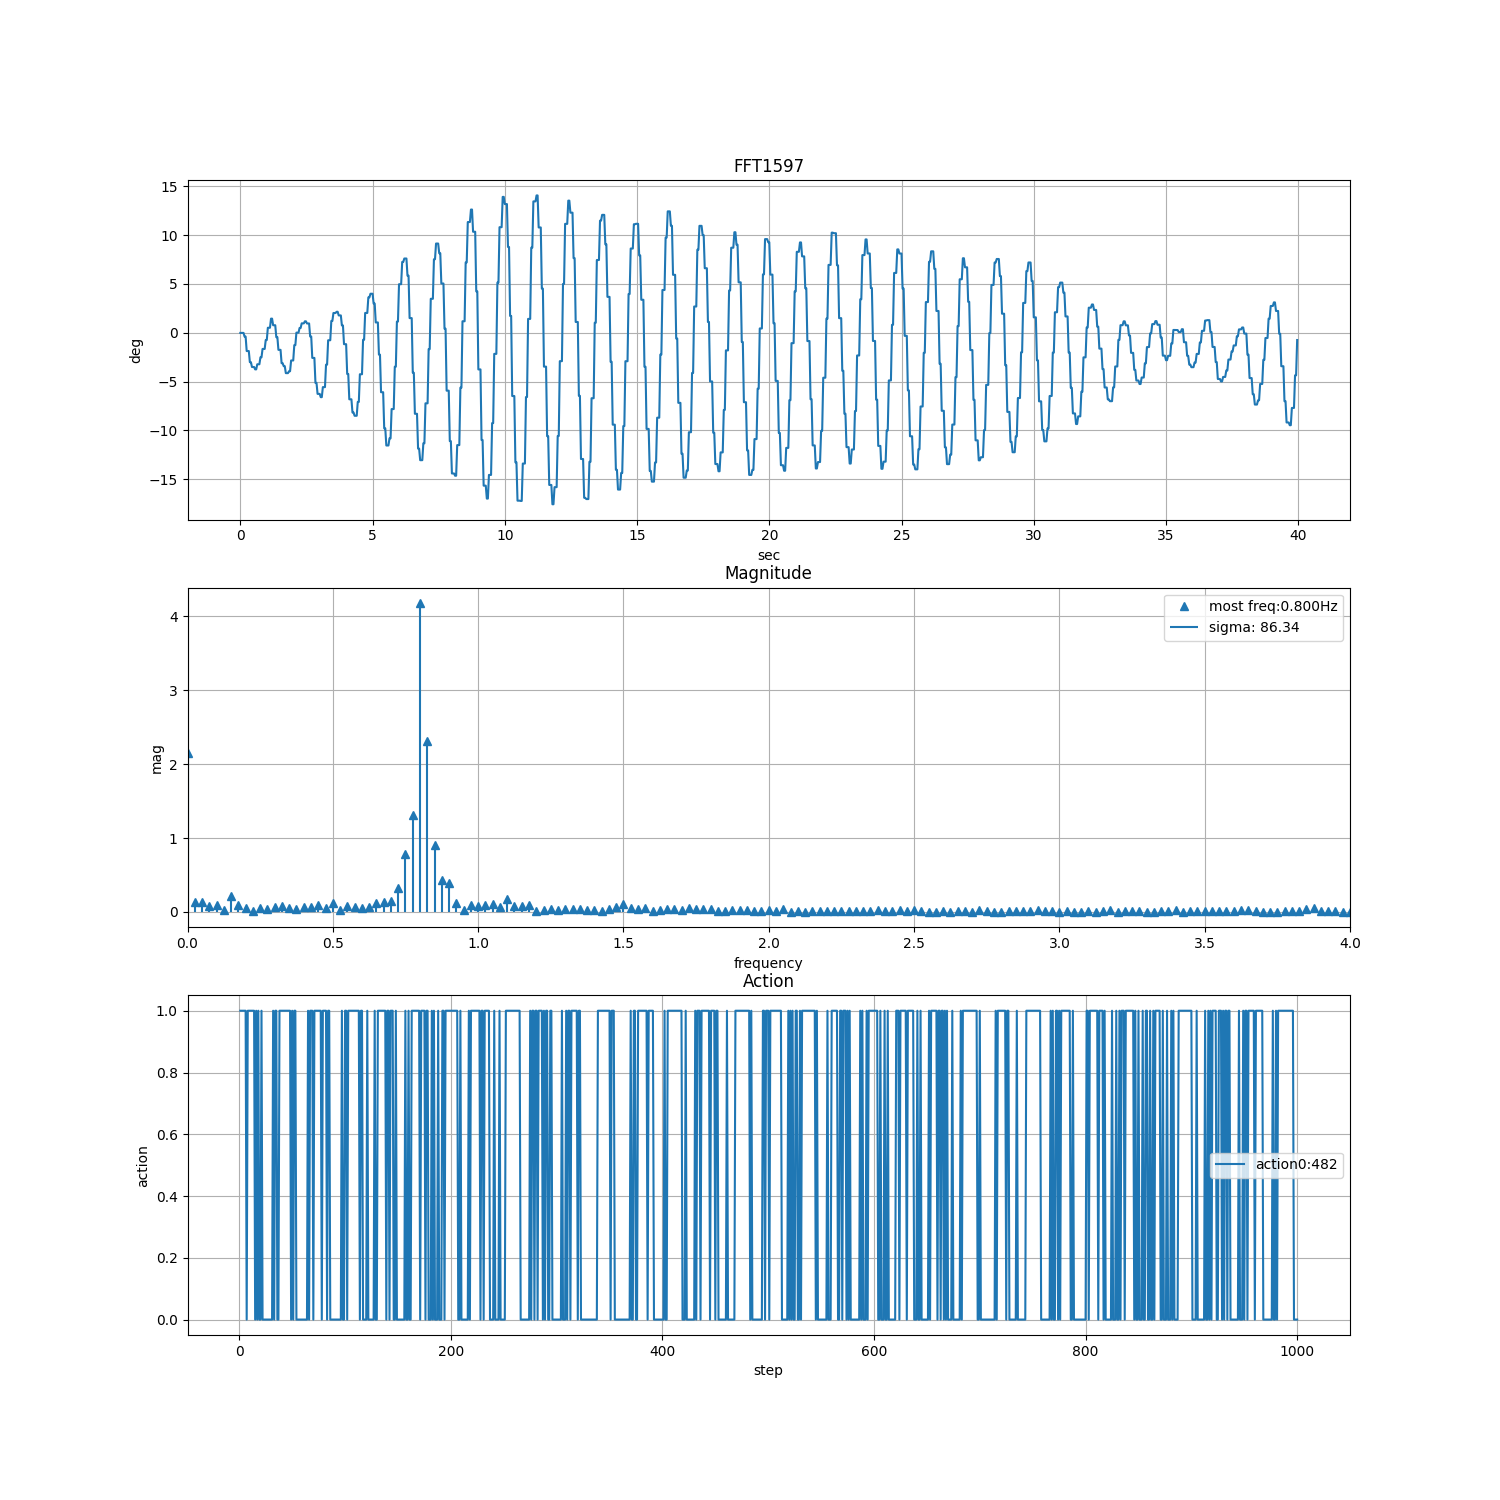 FFT1597
15
10
5
0
−5
−10
−15
deg
0 5 10 15 20 25 30 35 40
sec
Magnitude
4
3
2
1
0
mag
most freq:0.800Hz
sigma: 86.34
0.0 0.5 1.0 1.5 2.0 2.5 3.0 3.5 4.0
frequency
Action
1.0
0.8
0.6
0.4
0.2
0.0
action
action0:482
0 200 400 600 800 1000
step